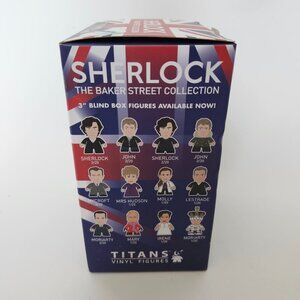 SHERLOCK
THE BAKER STREET COLLECTION
3" BLIND BOX FIGURES AVAILABLE NOW!
SHERLOCK JOHN SHERLOCK JOHN
MYCROFT MRS HUDSON MOLLY LESTRADE
MORIARTY MARY IRENE MORIARTY
TITANS
VINYL FIGURES